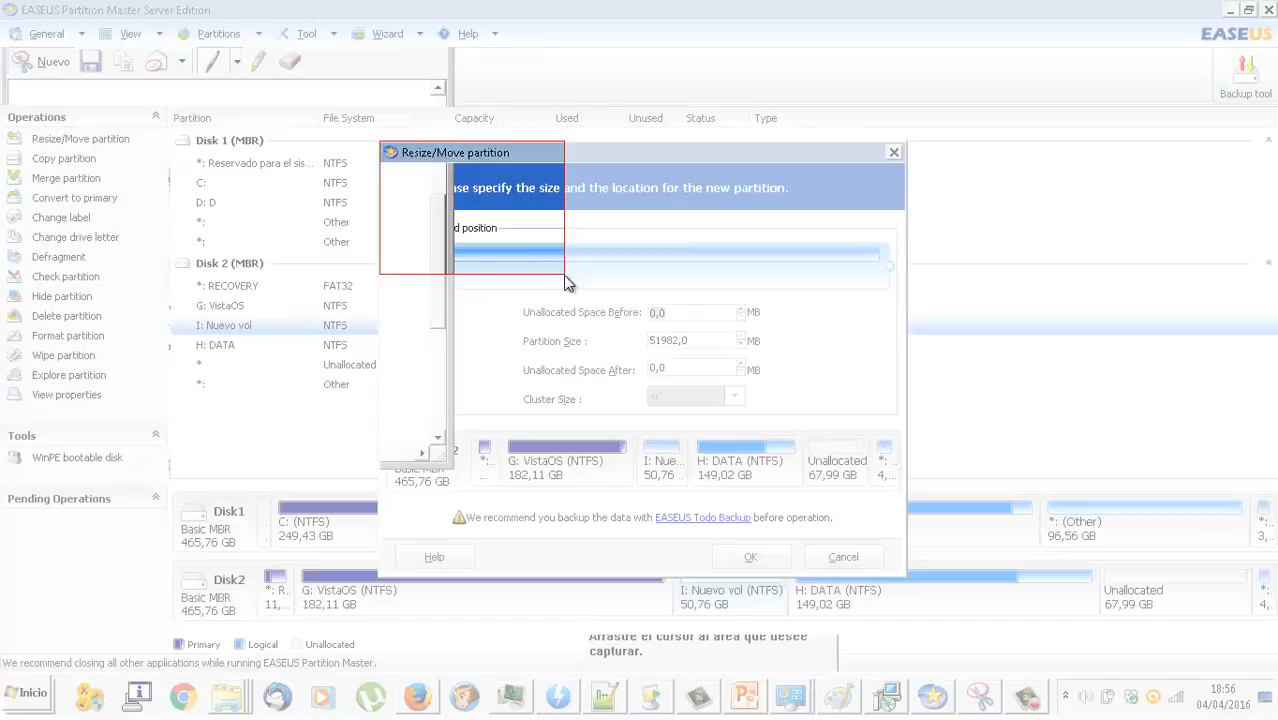 EASEUS Partition Master Server Edition
General View Partitions Tool Wizard Help EASEUS
Nuevo
Backup tool
Operations
Resize/Move partition
Copy partition
Merge partition
Convert to primary
Change label
Change drive letter
Defragment
Check partition
Hide partition
Delete partition
Format partition
Wipe partition
Explore partition
View properties
Tools
WinPE bootable disk
Pending Operations
Partition File System Capacity Used Unused Status Type
Disk 1 (MBR)
*: Reservado para el sis... NTFS
C: NTFS
D: D NTFS
*: Other
*: Other
Disk 2 (MBR)
*: RECOVERY FAT32
G: VistaOS NTFS
I: Nuevo vol NTFS
H: DATA NTFS
* Unallocated
*: Other
Resize/Move partition
se specify the size and the location for the new partition.
d position
Unallocated Space Before: 0,0 MB
Partition Size : 51982,0 MB
Unallocated Space After: 0,0 MB
Cluster Size :
2 *: G: VistaOS (NTFS) I: Nue... H: DATA (NTFS) Unallocated *:
Basic MBR
465,76 GB ... 182,11 GB 50,76 .. 149,02 GB 67,99 GB 4,..
We recommend you backup the data with EASEUS Todo Backup before operation.
Help OK Cancel
Disk1
Basic MBR
465,76 GB
C: (NTFS)
249,43 GB
*: (Other)
96,56 GB
3,..
Disk2
Basic MBR
465,76 GB
*: R...
11,...
G: VistaOS (NTFS)
182,11 GB
I: Nuevo vol (NTFS)
50,76 GB
H: DATA (NTFS)
149,02 GB
Unallocated
67,99 GB
*:
4,..
Primary Logical Unallocated
Arrastre el cursor al área que desee
capturar.
We recommend closing all other applications while running EASEUS Partition Master.
Inicio
18:56
04/04/2016